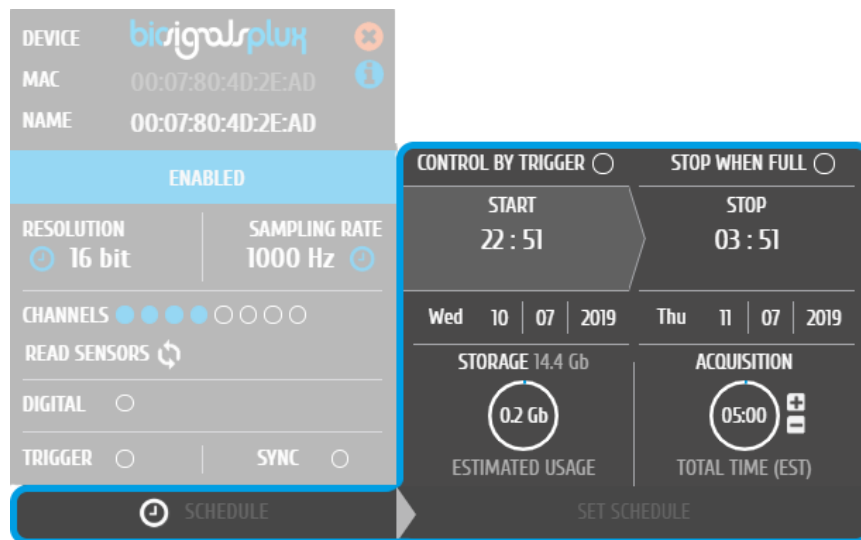 DEVICE biosignalsplux
MAC 00:07:80:4D:2E:AD
NAME 00:07:80:4D:2E:AD
ENABLED
RESOLUTION SAMPLING RATE
16 bit 1000 Hz
CHANNELS
READ SENSORS
DIGITAL
TRIGGER SYNC
SCHEDULE
CONTROL BY TRIGGER STOP WHEN FULL
START STOP
22 : 51 03 : 51
Wed 10 07 2019 Thu 11 07 2019
STORAGE 14.4 Gb ACQUISITION
0.2 Gb 05:00
ESTIMATED USAGE TOTAL TIME (EST)
SET SCHEDULE